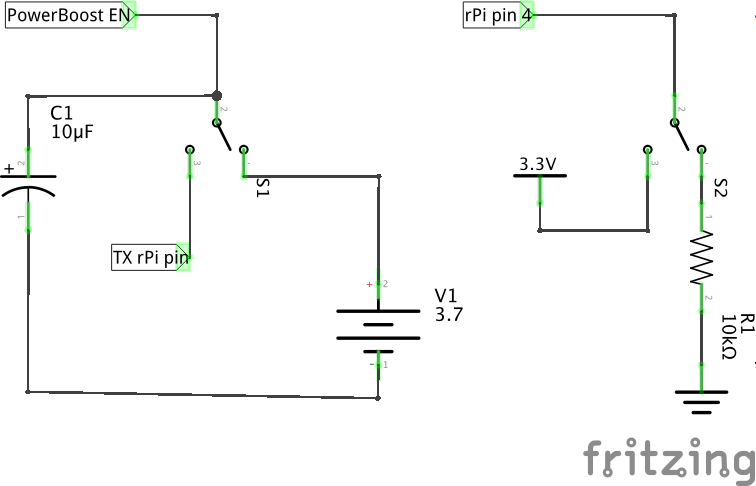 PowerBoost EN
rPi pin 4
2
2
C1
10µF
+
2
3
1
S1
3.3V
3
1
S2
1
1
TX rPi pin
+
2
V1
3.7
2
R1
10kΩ
-
1
fritzing